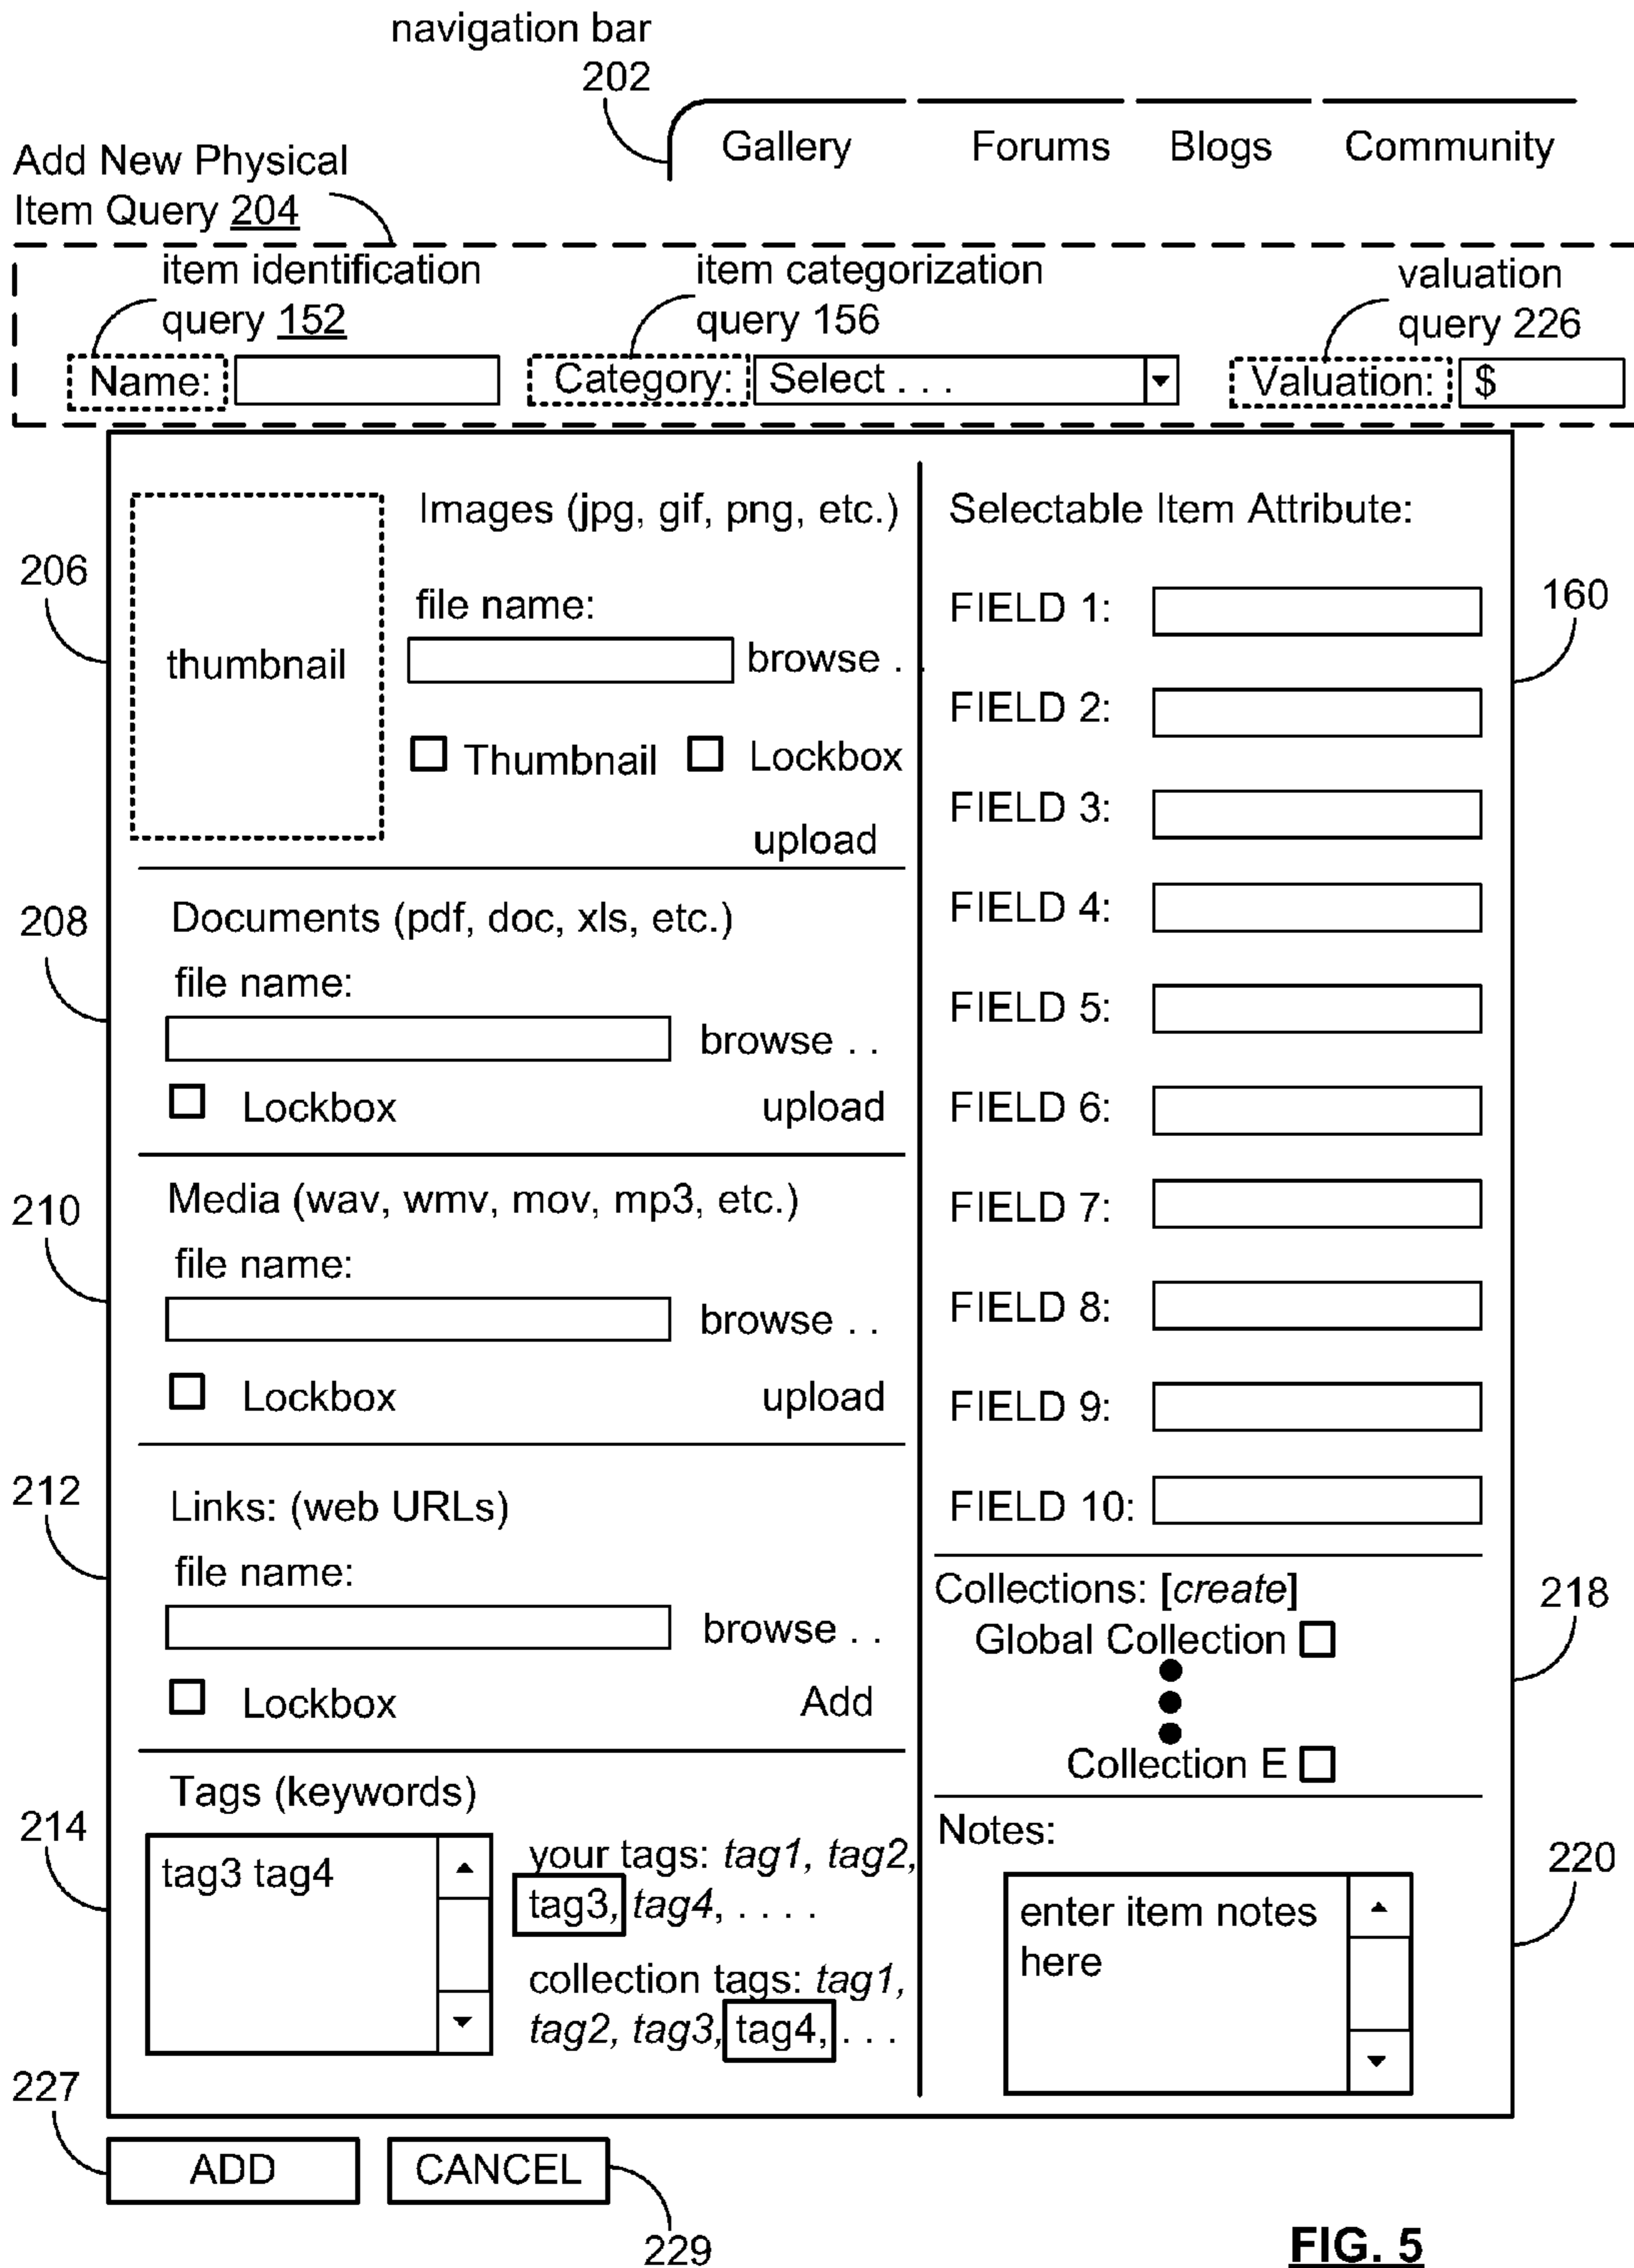 navigation bar
202
Gallery Forums Blogs Community
Add New Physical
Item Query 204
item identification
query 152
item categorization
query 156
valuation
query 226
Name:
Category: Select . . .
Valuation: $
206
thumbnail
Images (jpg, gif, png, etc.)
file name:
browse . .
Thumbnail Lockbox
upload
208
Documents (pdf, doc, xls, etc.)
file name:
browse . .
Lockbox upload
210
Media (wav, wmv, mov, mp3, etc.)
file name:
browse . .
Lockbox upload
212
Links: (web URLs)
file name:
browse . .
Lockbox Add
214
Tags (keywords)
tag3 tag4
your tags: tag1, tag2,
tag3, tag4, . . . .
collection tags: tag1,
tag2, tag3, tag4, . . .
Selectable Item Attribute:
160
FIELD 1:
FIELD 2:
FIELD 3:
FIELD 4:
FIELD 5:
FIELD 6:
FIELD 7:
FIELD 8:
FIELD 9:
FIELD 10:
218
Collections: [create]
Global Collection
Collection E
220
Notes:
enter item notes
here
227
ADD CANCEL
229
FIG. 5